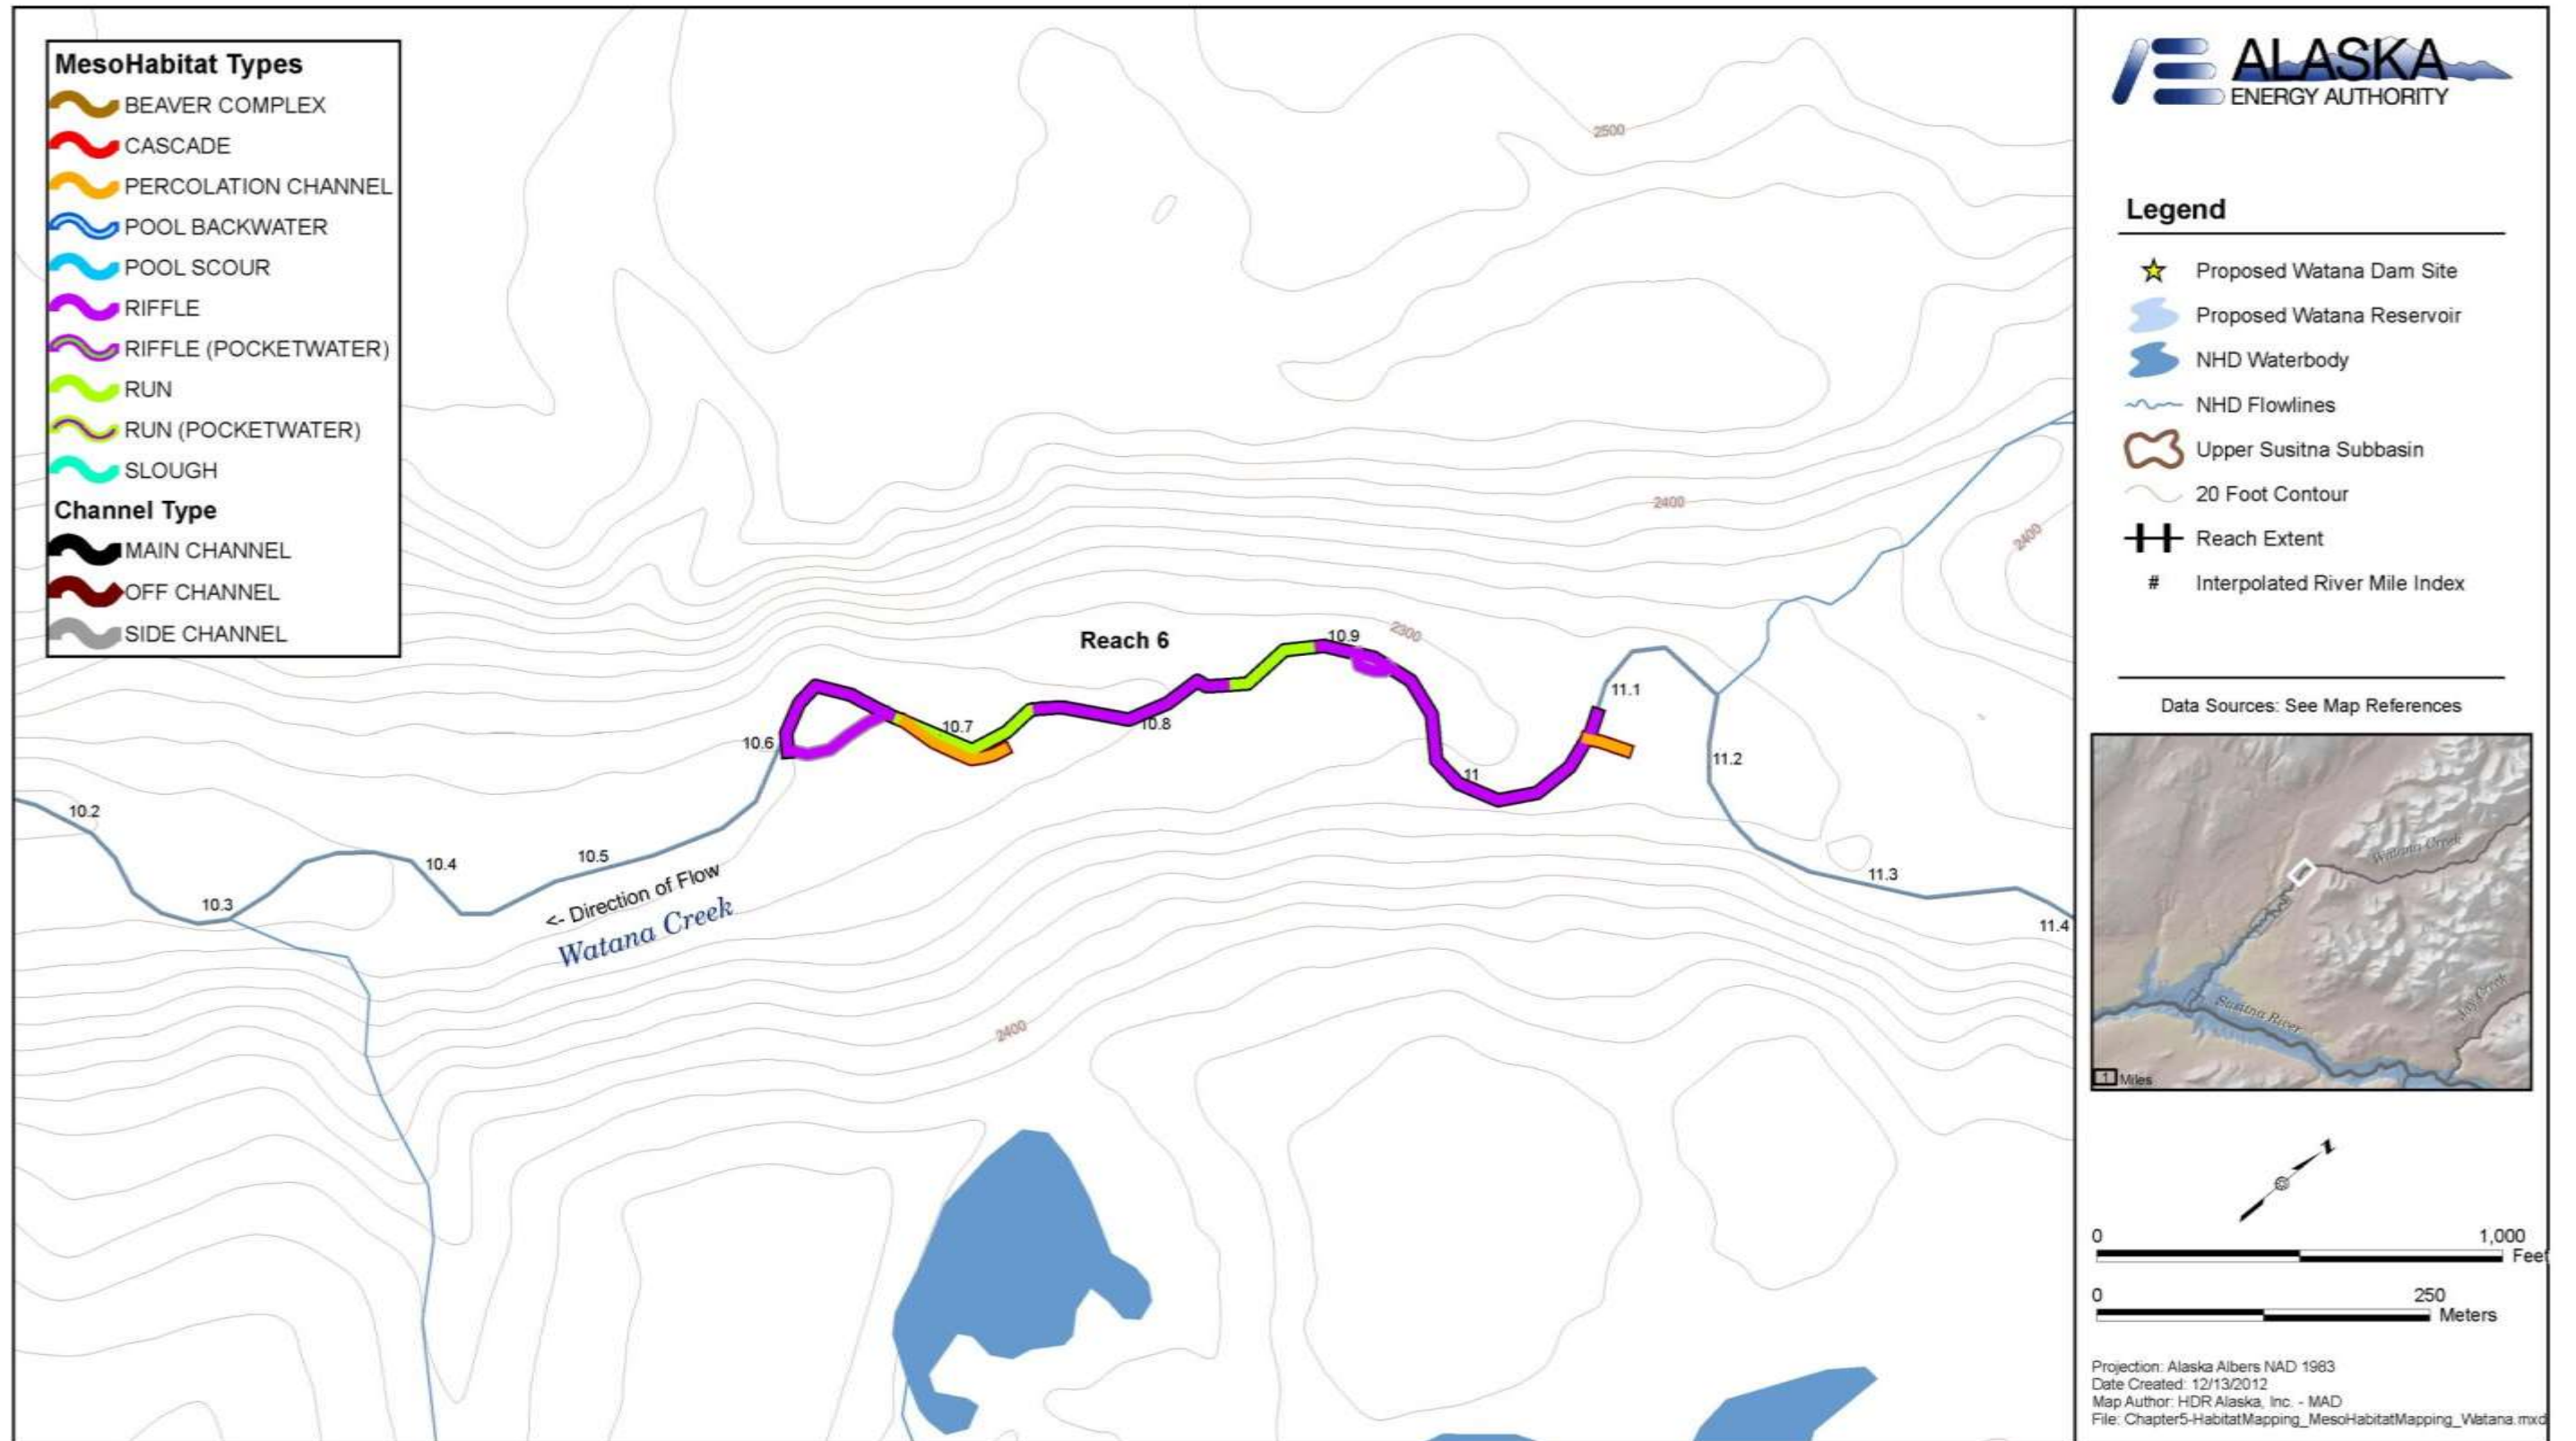 MesoHabitat Types
BEAVER COMPLEX
CASCADE
PERCOLATION CHANNEL
POOL BACKWATER
POOL SCOUR
RIFFLE
RIFFLE (POCKETWATER)
RUN
RUN (POCKETWATER)
SLOUGH
Channel Type
MAIN CHANNEL
OFF CHANNEL
SIDE CHANNEL
2500
2400
2400
2300
2400
Reach 6
10.2
10.3
10.4
10.5
10.6
10.7
10.8
10.9
11
11.1
11.2
11.3
11.4
<- Direction of Flow
Watana Creek
ALASKA
ENERGY AUTHORITY
Legend
Proposed Watana Dam Site
Proposed Watana Reservoir
NHD Waterbody
NHD Flowlines
Upper Susitna Subbasin
20 Foot Contour
Reach Extent
# Interpolated River Mile Index
Data Sources: See Map References
Watana Creek
Susitna River
Jay Creek
1 Miles
N
0 1,000
Feet
0 250
Meters
Projection: Alaska Albers NAD 1983
Date Created: 12/13/2012
Map Author: HDR Alaska, Inc. - MAD
File: Chapter5-HabitatMapping_MesoHabitatMapping_Watana.mxd